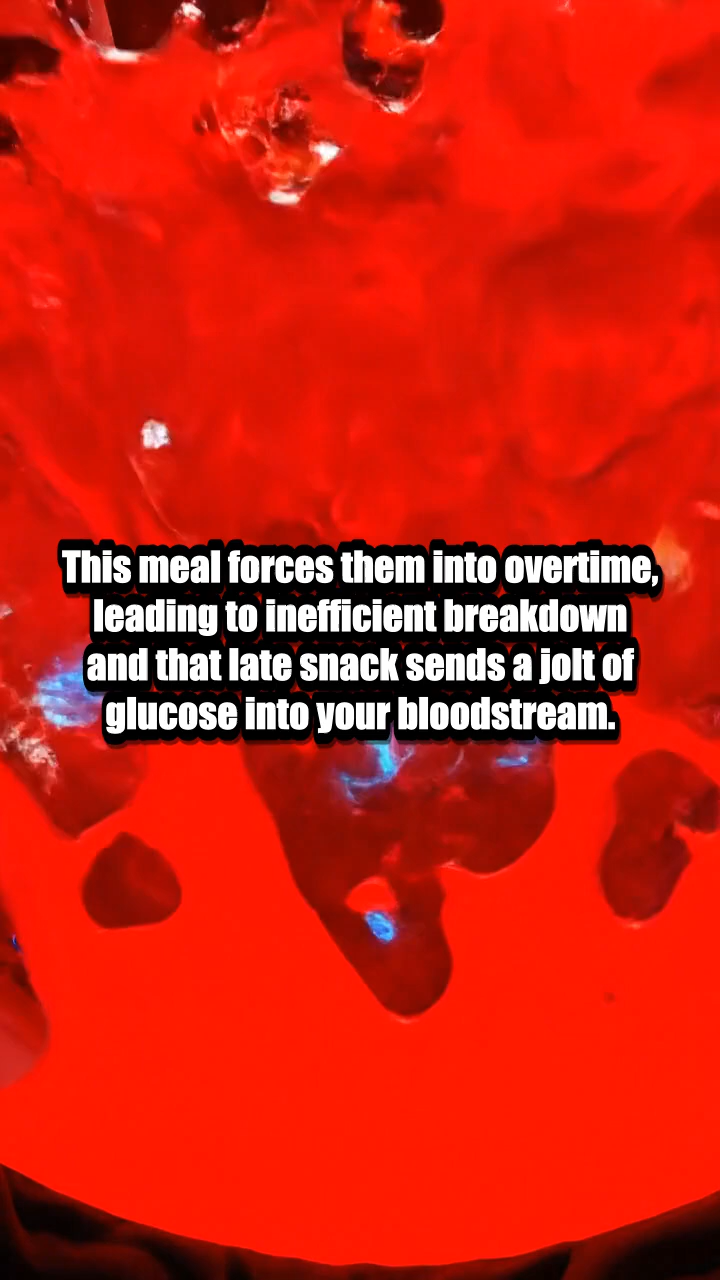 This meal forces them into overtime,
leading to inefficient breakdown
and that late snack sends a jolt of
glucose into your bloodstream.